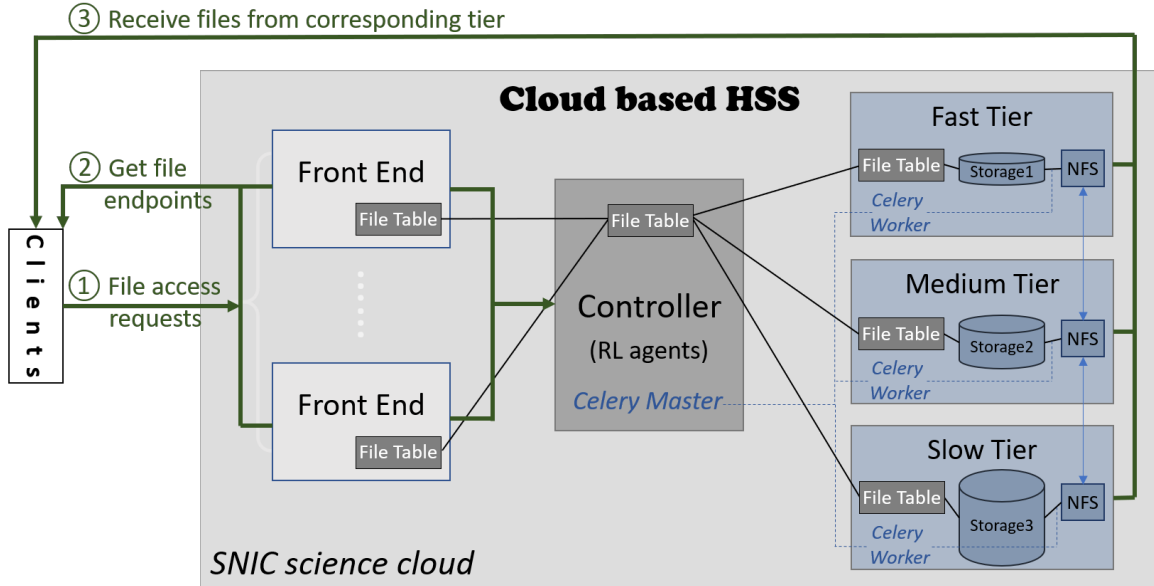 ③ Receive files from corresponding tier
Cloud based HSS
② Get file
endpoints
Clients
① File access
requests
Front End
File Table
Front End
File Table
File Table
Controller
(RL agents)
Celery Master
Fast Tier
File Table
Storage1
NFS
Celery
Worker
Medium Tier
File Table
Storage2
NFS
Celery
Worker
Slow Tier
File Table
Storage3
NFS
Celery
Worker
SNIC science cloud